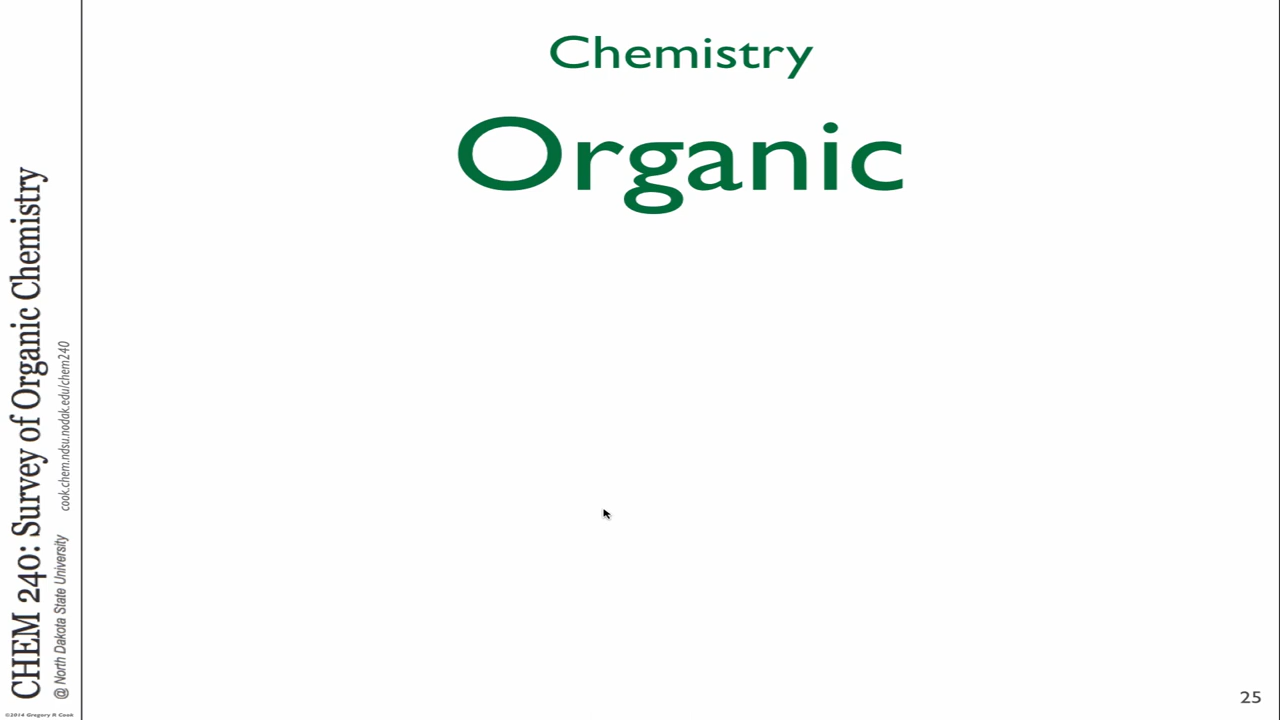 Chemistry
Organic
CHEM 240: Survey of Organic Chemistry
@ North Dakota State University cook.chem.ndsu.nodak.edu/chem240
©2014 Gregory R Cook
25